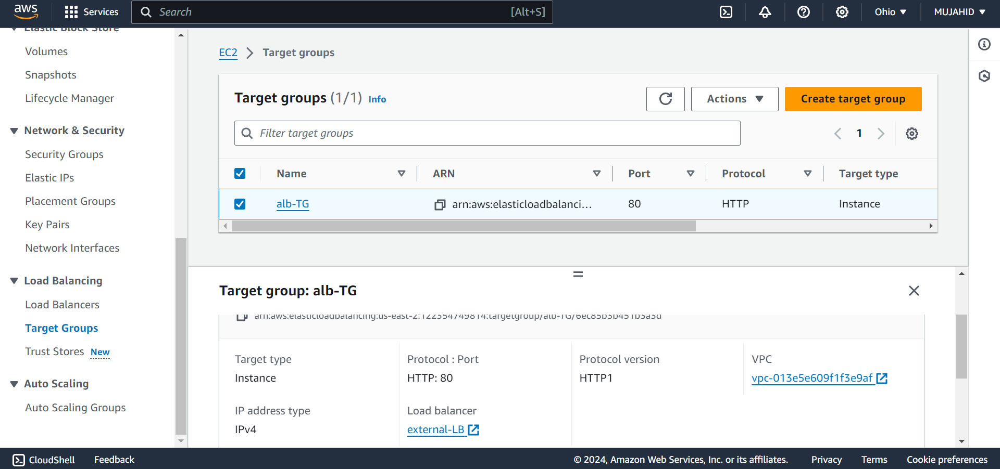 aws Services Search [Alt+S] Ohio MUJAHID
Elastic Block Store
Volumes
Snapshots
Lifecycle Manager
Network & Security
Security Groups
Elastic IPs
Placement Groups
Key Pairs
Network Interfaces
Load Balancing
Load Balancers
Target Groups
Trust Stores New
Auto Scaling
Auto Scaling Groups
EC2 Target groups
Target groups (1/1) Info Actions Create target group
Filter target groups 1
Name ARN Port Protocol Target type
alb-TG arn:aws:elasticloadbalanci... 80 HTTP Instance
Target group: alb-TG
arn:aws:elasticloadbalancing:us-east-2:122354749814:targetgroup/alb-TG/6ec85b3b451b3a3d
Target type Protocol : Port Protocol version VPC
Instance HTTP: 80 HTTP1 vpc-013e5e609f1f3e9af
IP address type Load balancer
IPv4 external-LB
CloudShell Feedback © 2024, Amazon Web Services, Inc. or its affiliates. Privacy Terms Cookie preferences